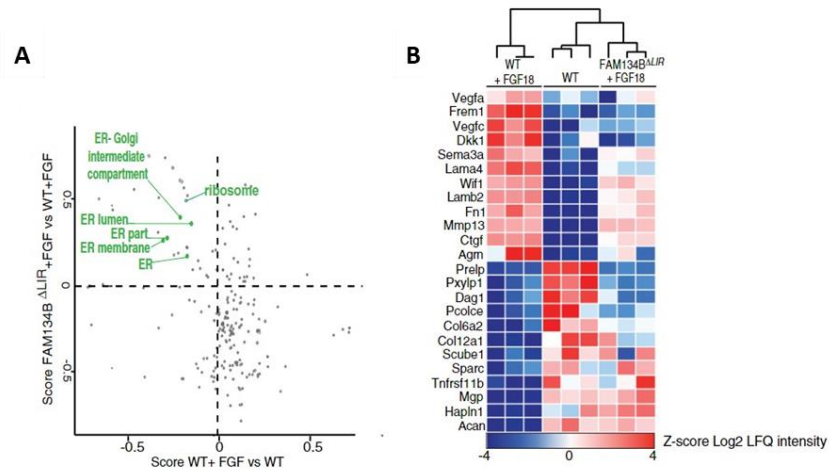 A
ER- Golgi
intermediate
compartment
ribosome
ER lumen
ER part
ER membrane
ER
0.5
0
-0.5
Score FAM134B ΔLIR+FGF vs WT+FGF
-0.5
0
0.5
Score WT+ FGF vs WT
B
WT
+ FGF18
WT
FAM134BΔLIR
+ FGF18
Vegfa
Frem1
Vegfc
Dkk1
Sema3a
Lama4
Wif1
Lamb2
Fn1
Mmp13
Ctgf
Agrn
Prelp
Pxylp1
Dag1
Pcolce
Col6a2
Col12a1
Scube1
Sparc
Tnfrsf11b
Mgp
Hapln1
Acan
-4
0
4
Z-score Log2 LFQ intensity